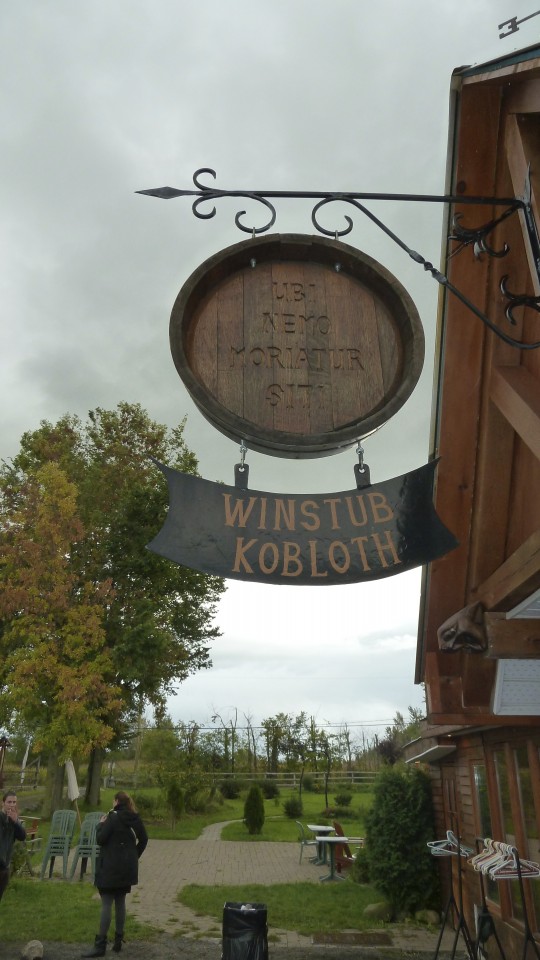 UBI
NEMO
MORIATUR
SITI
WINSTUB
KOBLOTH